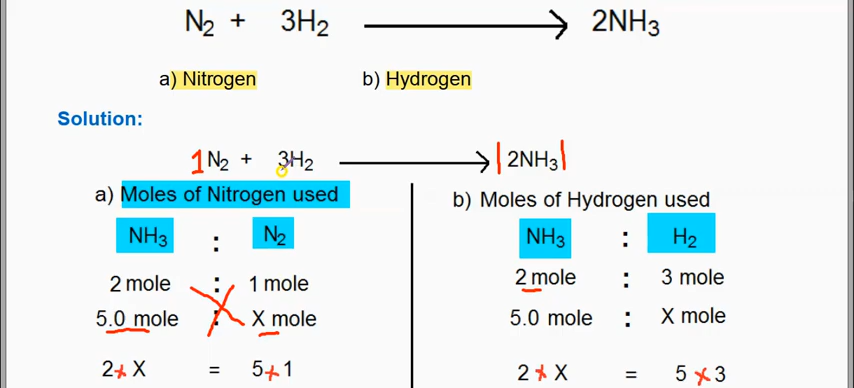 N₂ + 3H₂ ⟶ 2NH₃
a) Nitrogen b) Hydrogen
Solution:
1N₂ + 3H₂ ⟶ |2NH₃|
a) Moles of Nitrogen used
NH₃ : N₂
2 mole : 1 mole
5.0 mole : X mole
2 × X = 5 × 1
b) Moles of Hydrogen used
NH₃ : H₂
2 mole : 3 mole
5.0 mole : X mole
2 × X = 5 × 3